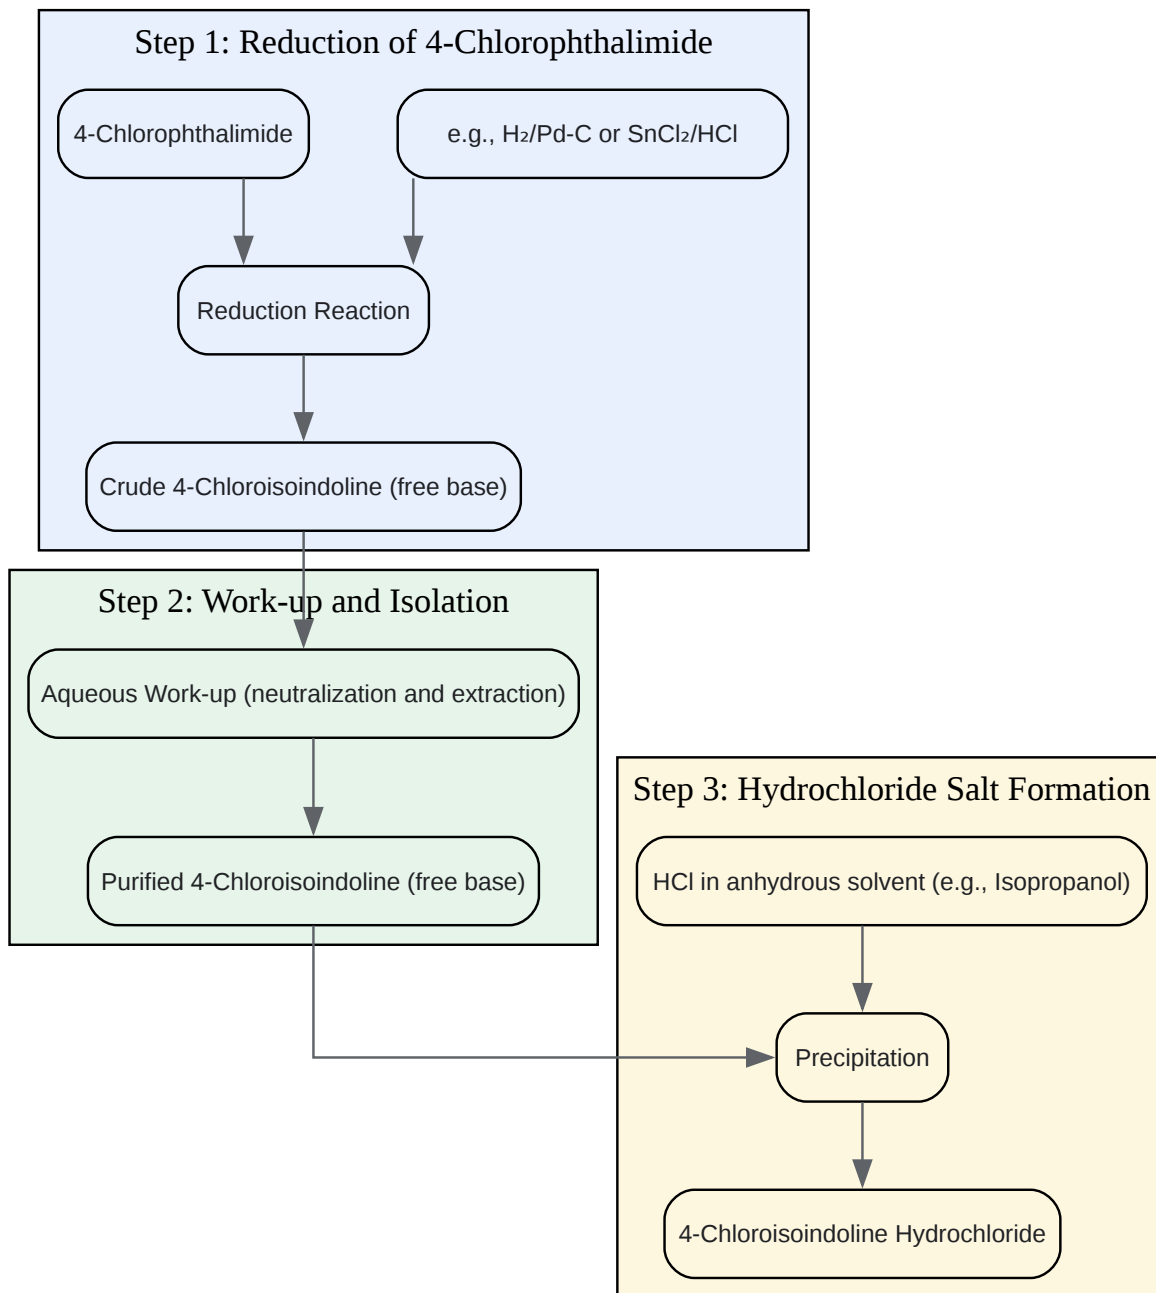 Step 1: Reduction of 4-Chlorophthalimide
4-Chlorophthalimide
e.g., H₂/Pd-C or SnCl₂/HCl
Reduction Reaction
Crude 4-Chloroisoindoline (free base)
Step 2: Work-up and Isolation
Aqueous Work-up (neutralization and extraction)
Purified 4-Chloroisoindoline (free base)
Step 3: Hydrochloride Salt Formation
HCl in anhydrous solvent (e.g., Isopropanol)
Precipitation
4-Chloroisoindoline Hydrochloride